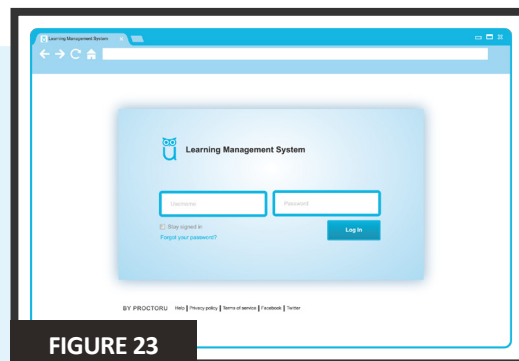 Learning Management System
Learning Management System
Username
Password
Stay signed in
Forgot your password?
Log In
BY PROCTORU Help | Privacy policy | Terms of service | Facebook | Twitter
FIGURE 23